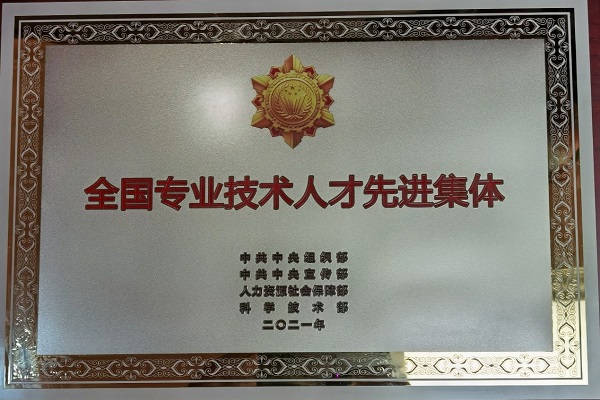 全国专业技术人才先进集体
中共中央组织部
中共中央宣传部
人力资源社会保障部
科学技术部
二〇二一年